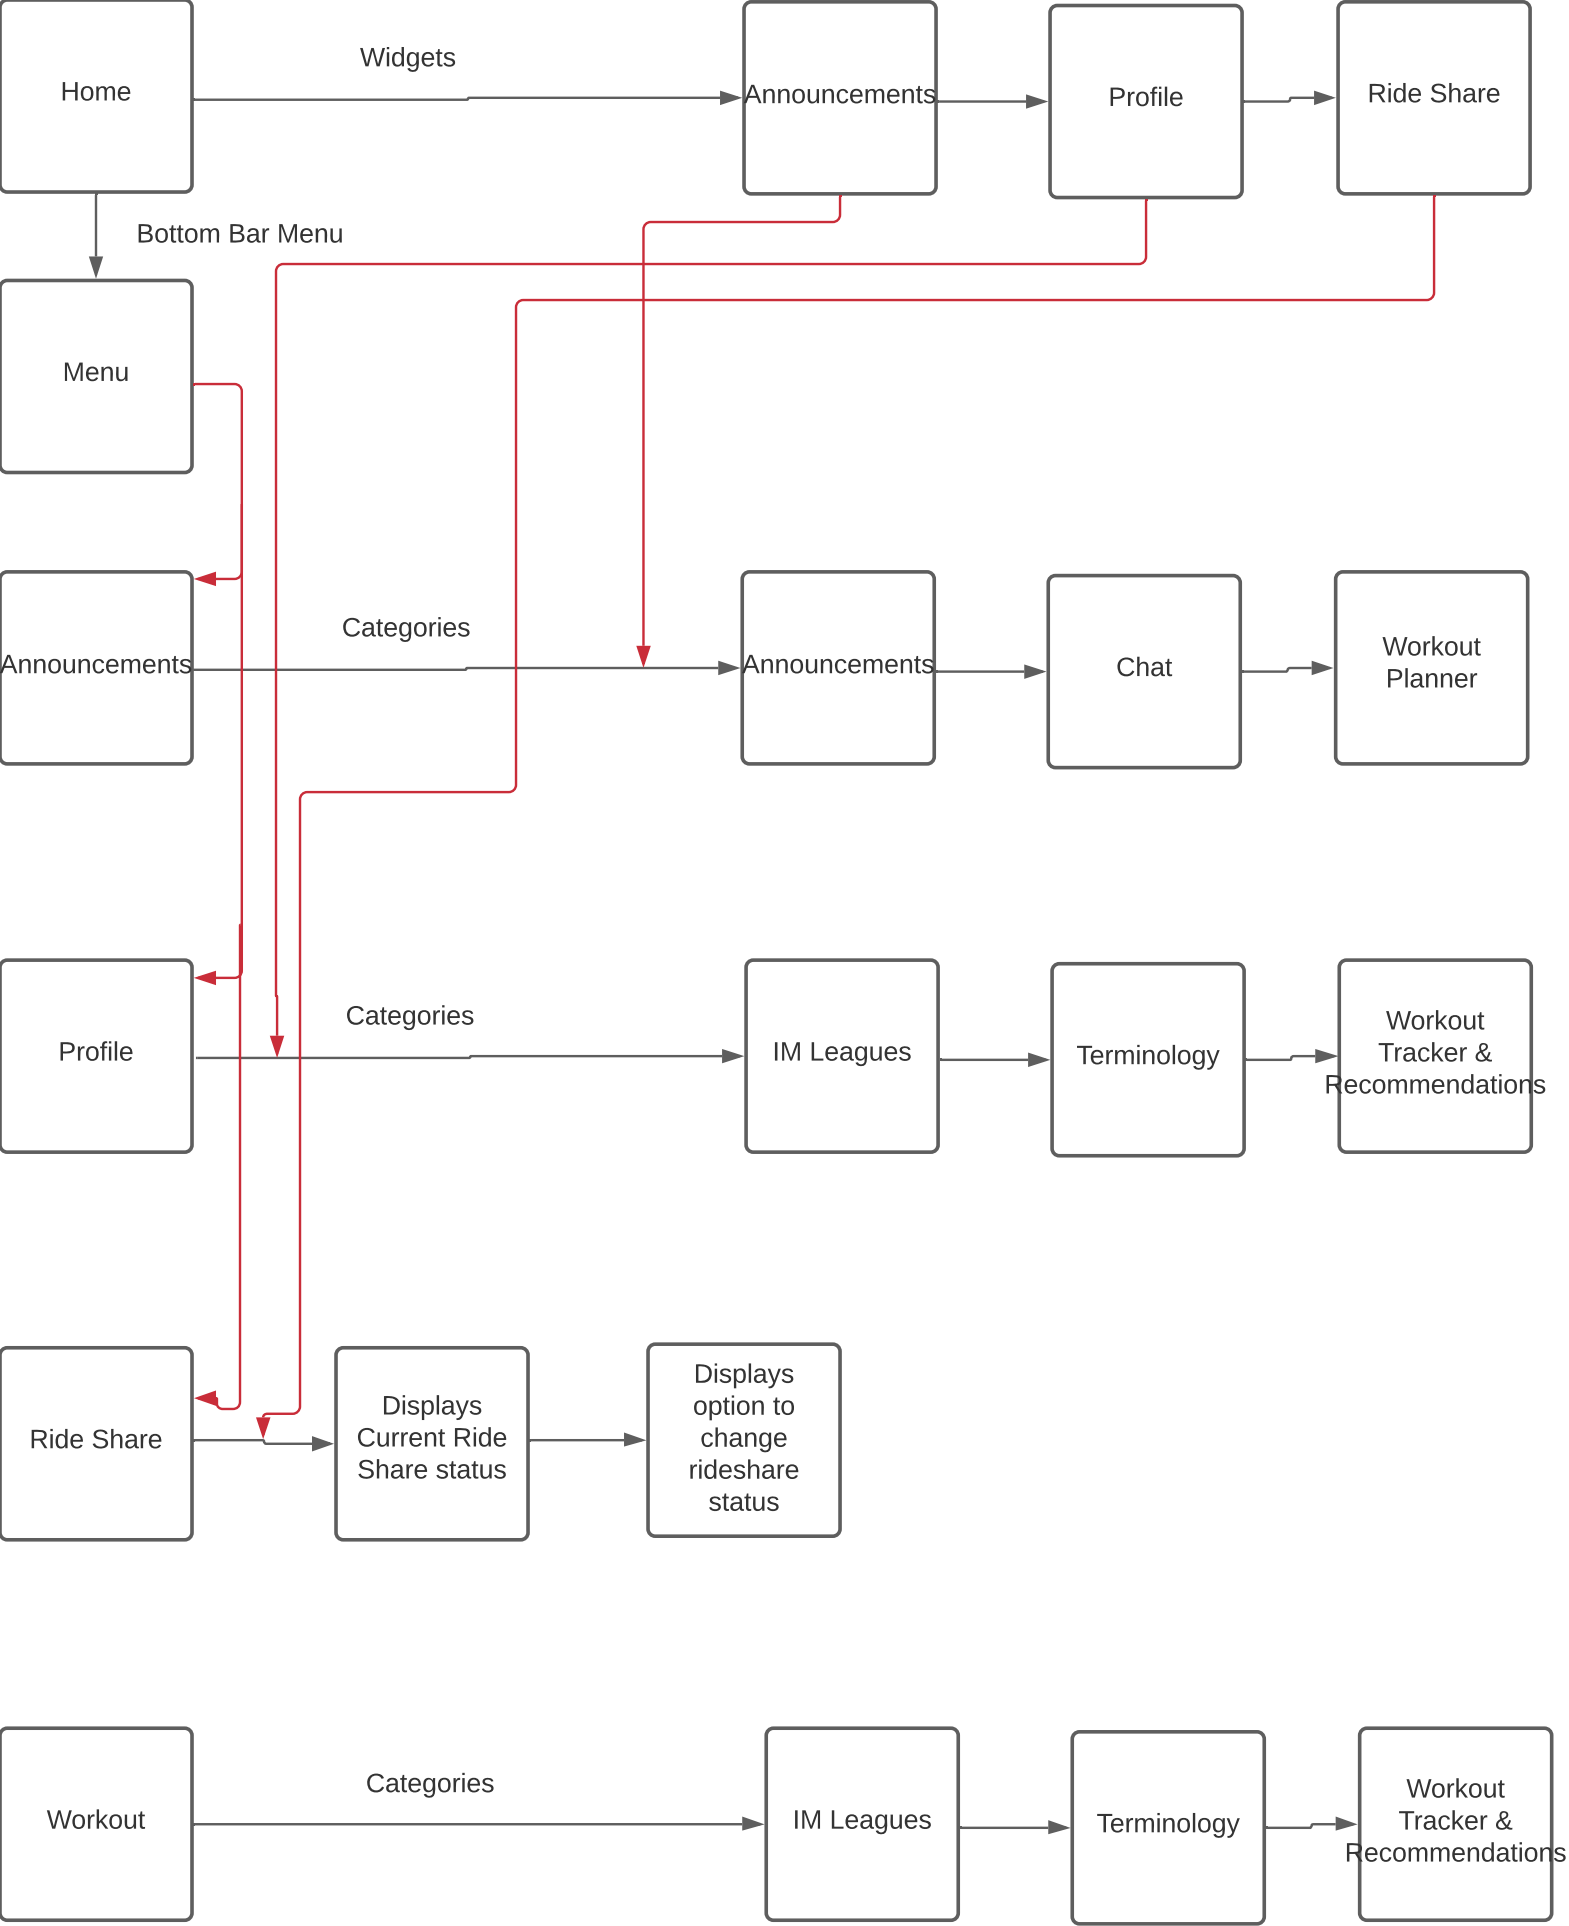 Home
Widgets
Announcements
Profile
Ride Share
Bottom Bar Menu
Menu
Announcements
Categories
Announcements
Chat
Workout
Planner
Profile
Categories
IM Leagues
Terminology
Workout
Tracker &
Recommendations
Ride Share
Displays
Current Ride
Share status
Displays
option to
change
rideshare
status
Workout
Categories
IM Leagues
Terminology
Workout
Tracker &
Recommendations